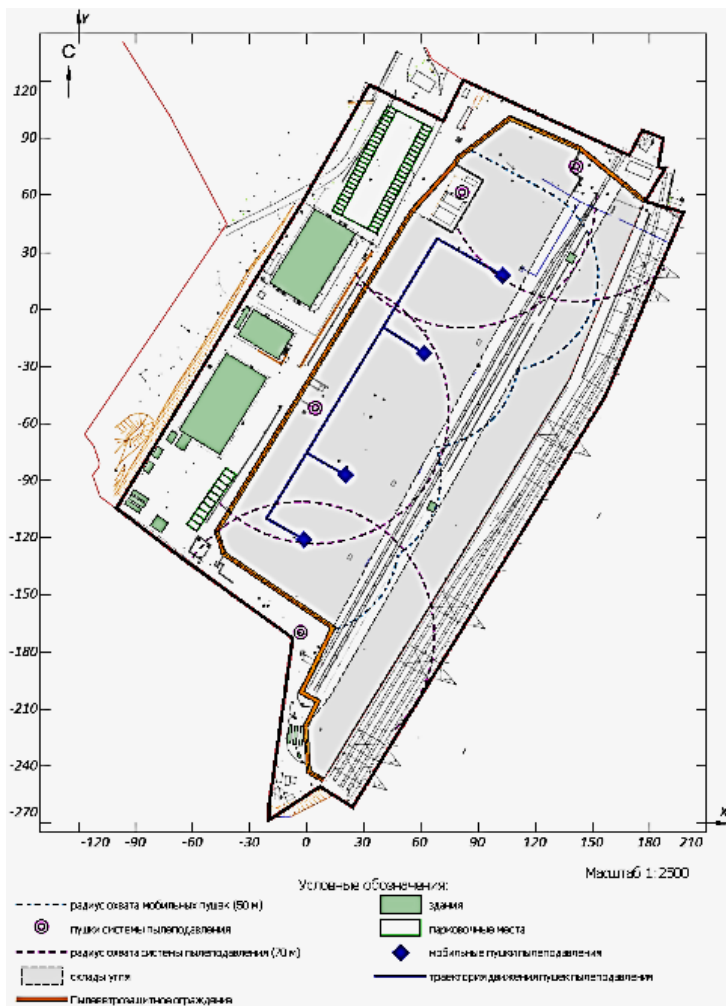 Y
С
120
90
60
30
0
-30
-60
-90
-120
-150
-180
-210
-240
-270
-120 -90 -60 -30 0 30 60 90 120 150 180 210
X
Масштаб 1:2500
Условные обозначения:
радиус охвата мобильных пушек (50 м)
здания
пушки системы пылеподавления
парковочные места
радиус охвата системы пылеподавления (70 м)
мобильные пушки пылеподавления
склады угля
траектория движения пушек пылеподавления
Пылеветрозащитное ограждение